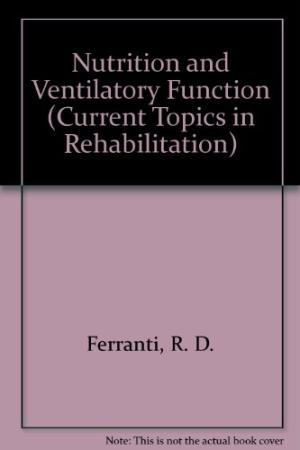 Nutrition and
Ventilatory Function
(Current Topics in
Rehabilitation)
Ferranti, R. D.
Note: This is not the actual book cover